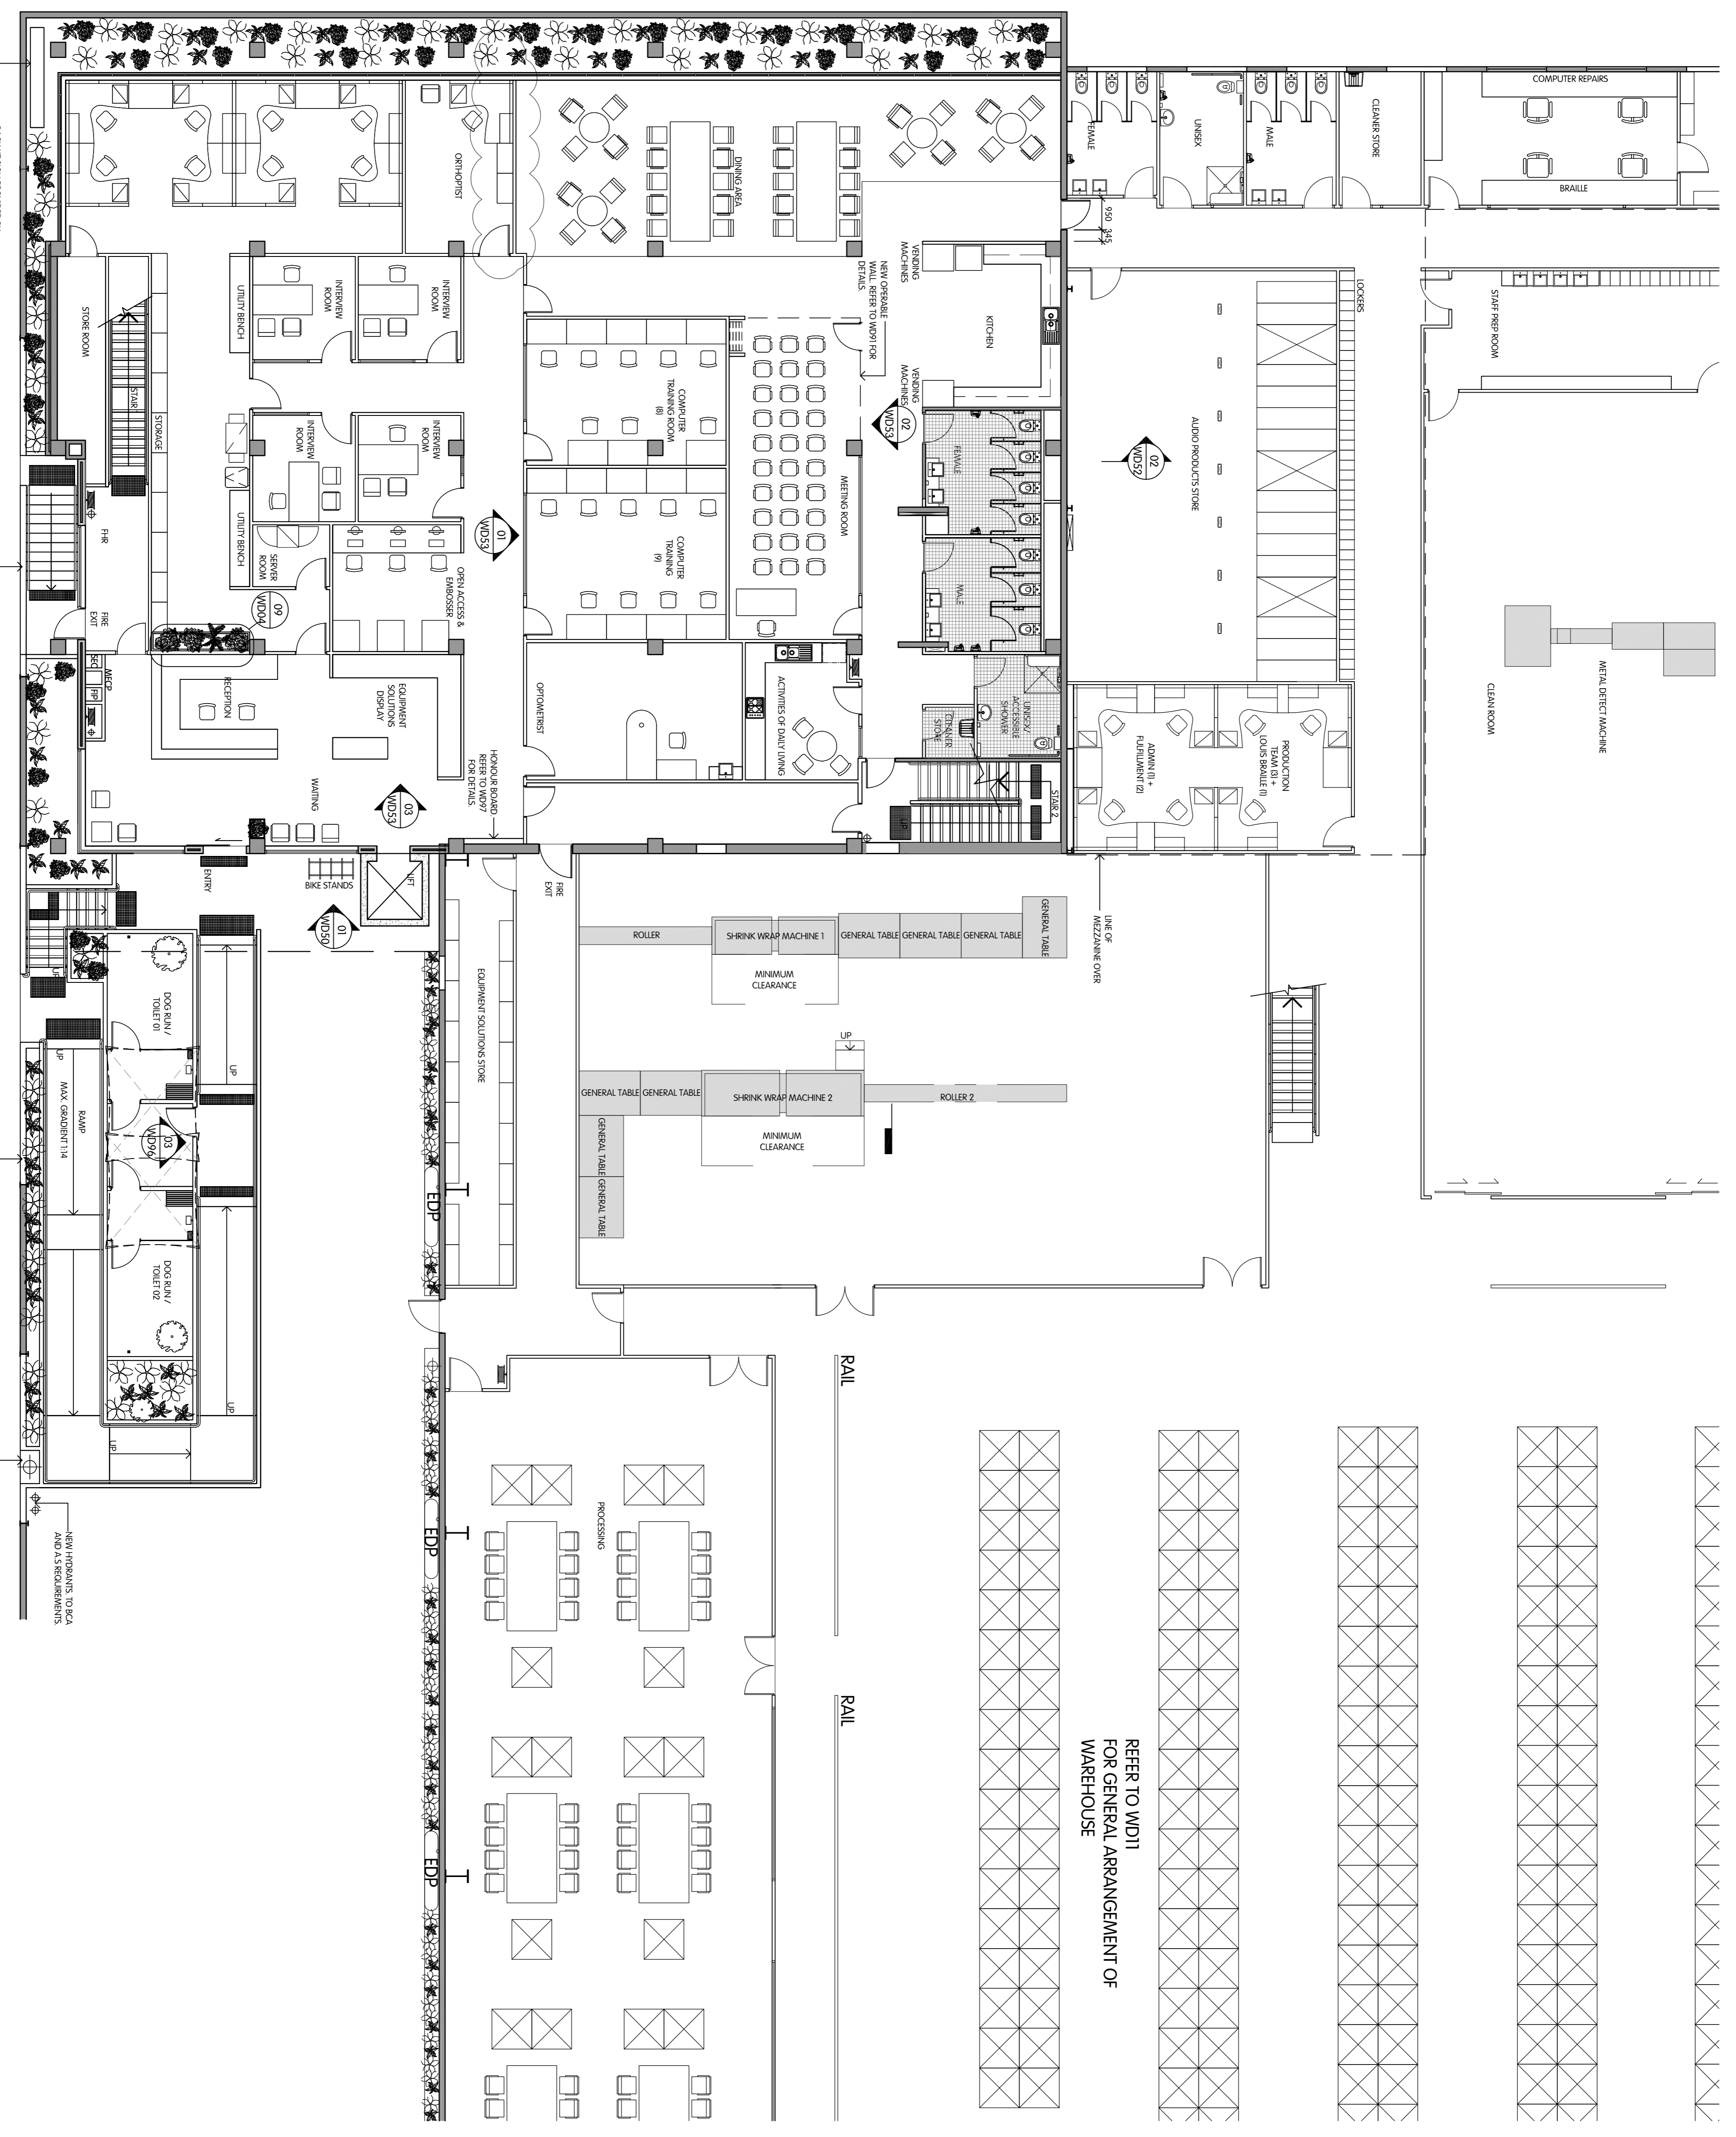 COMPUTER REPAIRS
BRAILLE
CLEANER STORE
MALE
UNISEX
FEMALE
950
345
DINING AREA
ORTHOPTIST
VENDING
MACHINES
NEW OPERABLE
WALL. REFER TO WD91 FOR
DETAILS.
KITCHEN
VENDING
MACHINES
02
WD53
LOCKERS
STAFF PREP ROOM
AUDIO PRODUCTS STORE
02
WD52
STORE ROOM
STAIR
STORAGE
UTILITY BENCH
INTERVIEW
ROOM
INTERVIEW
ROOM
INTERVIEW
ROOM
INTERVIEW
ROOM
COMPUTER
TRAINING ROOM
(8)
COMPUTER
TRAINING
(9)
MEETING ROOM
FEMALE
MALE
01
WD53
UTILITY BENCH
SERVER
ROOM
OPEN ACCESS &
EMBOSSER
FHR
FIRE
EXIT
09
WD04
SEC
MECP
FIP
RECEPTION
EQUIPMENT
SOLUTIONS
DISPLAY
WAITING
03
WD53
HONOUR BOARD
REFER TO WD97
FOR DETAILS.
OPTOMETRIST
ACTIVITIES OF DAILY LIVING
CLEANER
STORE
UNISEX/
ACCESSIBLE
SHOWER
STAIR 2
UP
ADMIN (1) +
FULFILLMENT (2)
PRODUCTION
TEAM (3) +
LOUIS BRAILLE (1)
CLEAN ROOM
METAL DETECT MACHINE
LINE OF
MEZZANINE OVER
ENTRY
BIKE STANDS
LIFT
01
WD50
FIRE
EXIT
EQUIPMENT SOLUTIONS STORE
ROLLER
SHRINK WRAP MACHINE 1
GENERAL TABLE
GENERAL TABLE
GENERAL TABLE
GENERAL TABLE
MINIMUM
CLEARANCE
UP
GENERAL TABLE
GENERAL TABLE
SHRINK WRAP MACHINE 2
ROLLER 2
GENERAL TABLE
GENERAL TABLE
MINIMUM
CLEARANCE
UP
DOG RUN /
TOILET 01
UP
UP
RAMP
MAX. GRADIENT 1:14
03
WD96
DOG RUN /
TOILET 02
UP
UP
EDP
EDP
EDP
RAIL
RAIL
PROCESSING
NEW HYDRANTS. TO BCA
AND A.S REQUIREMENTS.
REFER TO WD11
FOR GENERAL ARRANGEMENT OF
WAREHOUSE